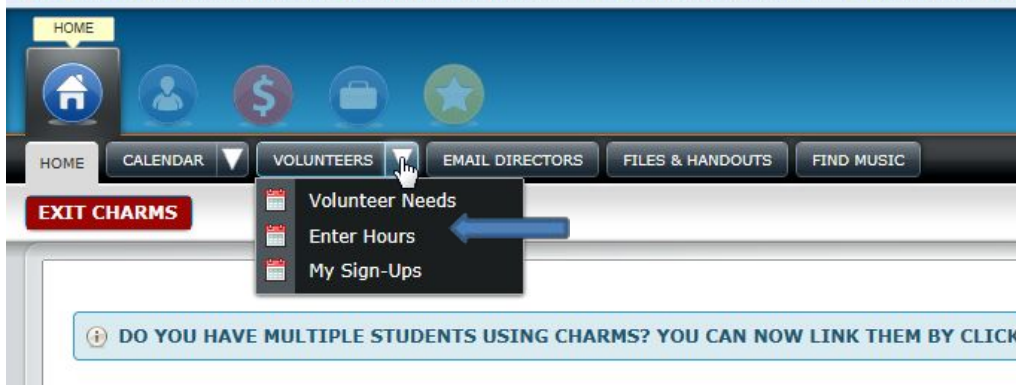 HOME
HOME CALENDAR VOLUNTEERS EMAIL DIRECTORS FILES & HANDOUTS FIND MUSIC
EXIT CHARMS
Volunteer Needs
Enter Hours
My Sign-Ups
DO YOU HAVE MULTIPLE STUDENTS USING CHARMS? YOU CAN NOW LINK THEM BY CLICK